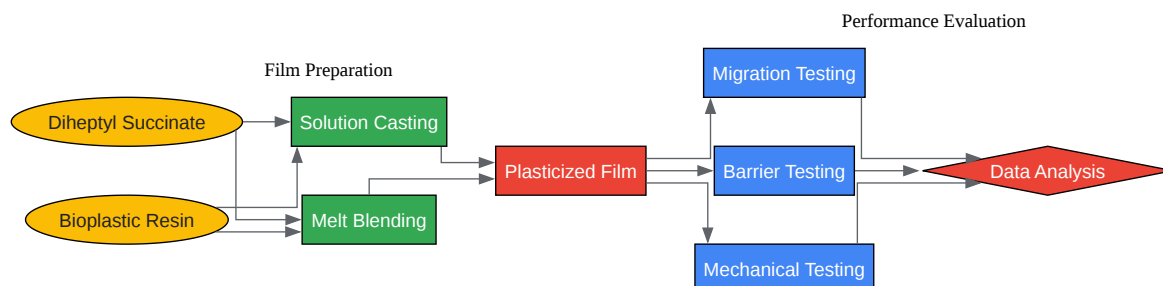 Performance Evaluation
Film Preparation
Migration Testing
Diheptyl Succinate
Solution Casting
Plasticized Film
Barrier Testing
Data Analysis
Bioplastic Resin
Melt Blending
Mechanical Testing